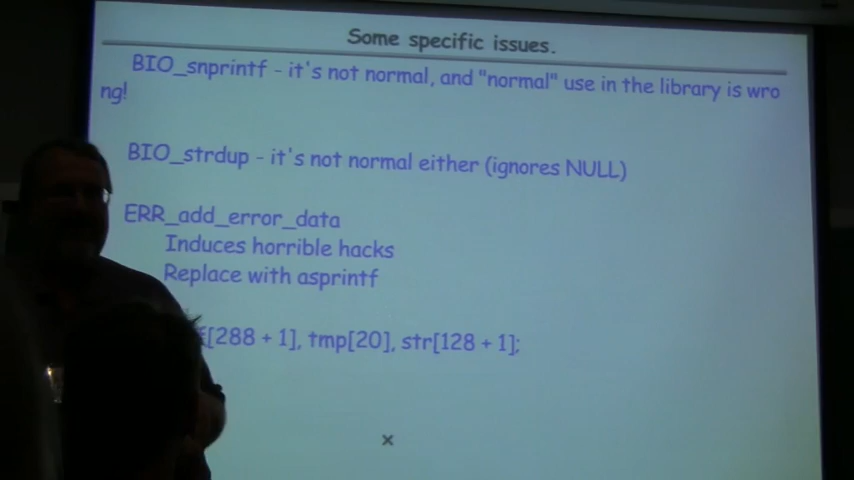 Some specific issues.
BIO_snprintf - it's not normal, and "normal" use in the library is wro
ng!
BIO_strdup - it's not normal either (ignores NULL)
ERR_add_error_data
Induces horrible hacks
Replace with asprintf
[288 + 1], tmp[20], str[128 + 1];